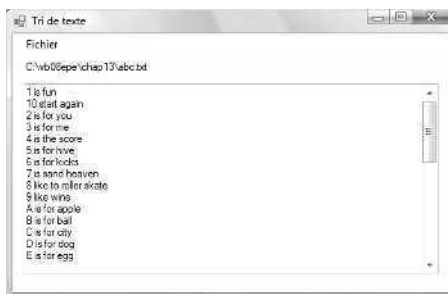 Tri de texte
Fichier
C:\vb08epe\chap13\abc.txt
1 is fun
10 start again
2 is for you
3 is for me
4 is the score
5 is for hive
6 is for kicks
7 is sand heaven
8 like to roller skate
9 like wine
A is for apple
B is for ball
C is for city
D is for dog
E is for egg